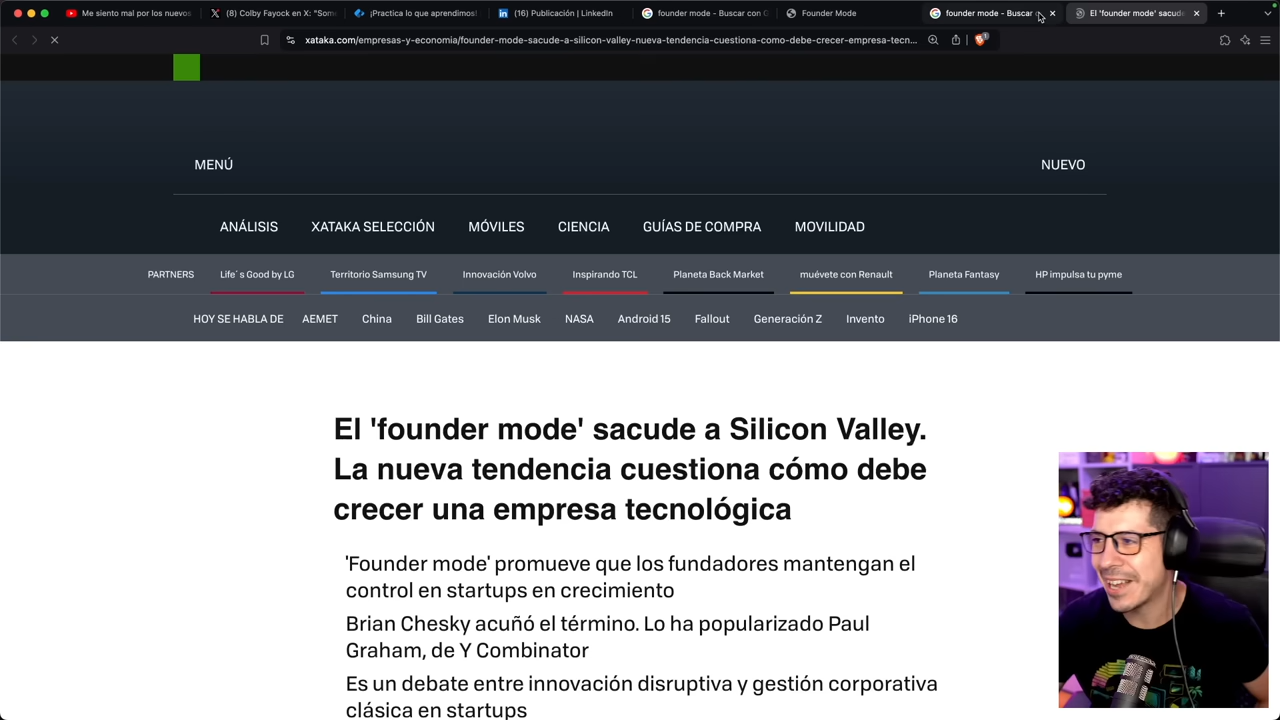 Me siento mal por los nuevos
(8) Colby Fayock en X: "Some
¡Practica lo que aprendimos!
(16) Publicación | LinkedIn
founder mode - Buscar con G
Founder Mode
founder mode - Buscar
El 'founder mode' sacude
xataka.com/empresas-y-economia/founder-mode-sacude-a-silicon-valley-nueva-tendencia-cuestiona-como-debe-crecer-empresa-tecn...
1
MENÚ
NUEVO
ANÁLISIS XATAKA SELECCIÓN MÓVILES CIENCIA GUÍAS DE COMPRA MOVILIDAD
PARTNERS Life´s Good by LG Territorio Samsung TV Innovación Volvo Inspirando TCL Planeta Back Market muévete con Renault Planeta Fantasy HP impulsa tu pyme
HOY SE HABLA DE AEMET China Bill Gates Elon Musk NASA Android 15 Fallout Generación Z Invento iPhone 16
El 'founder mode' sacude a Silicon Valley.
La nueva tendencia cuestiona cómo debe
crecer una empresa tecnológica
'Founder mode' promueve que los fundadores mantengan el
control en startups en crecimiento
Brian Chesky acuñó el término. Lo ha popularizado Paul
Graham, de Y Combinator
Es un debate entre innovación disruptiva y gestión corporativa
clásica en startups